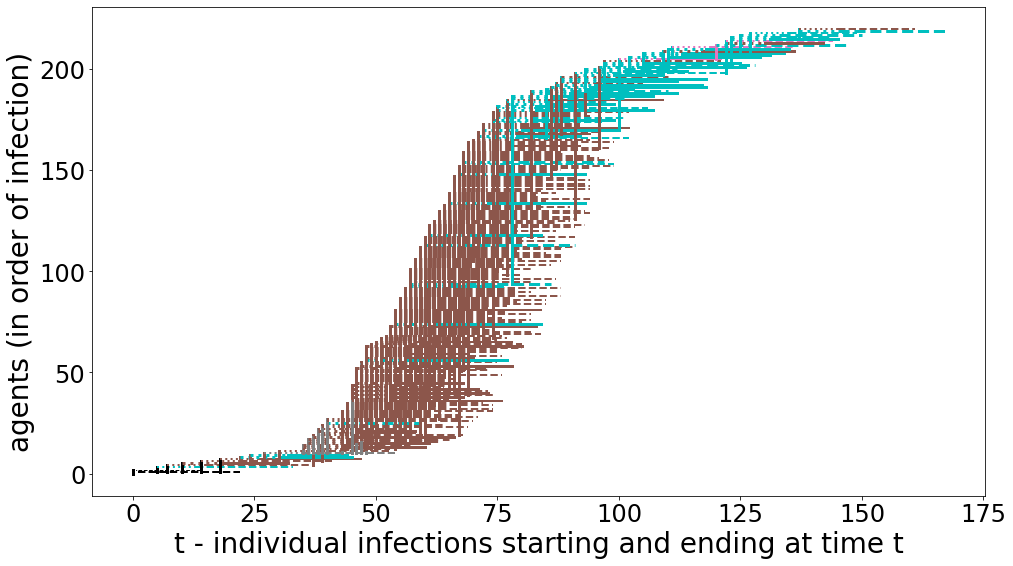 200
150
100
50
0
agents (in order of infection)
0 25 50 75 100 125 150 175
t - individual infections starting and ending at time t